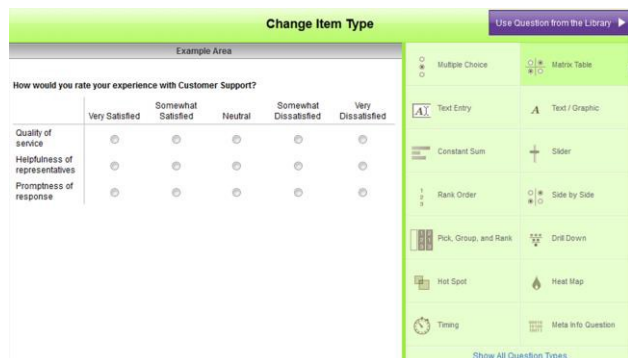 Change Item Type
Use Question from the Library
Example Area
How would you rate your experience with Customer Support?
Very Satisfied
Somewhat
Satisfied
Neutral
Somewhat
Dissatisfied
Very
Dissatisfied
Quality of
service
Helpfulness of
representatives
Promptness of
response
Multiple Choice
Matrix Table
Text Entry
Text / Graphic
Constant Sum
Slider
Rank Order
Side by Side
Pick, Group, and Rank
Drill Down
Hot Spot
Heat Map
Timing
Meta Info Question
Show All Question Types